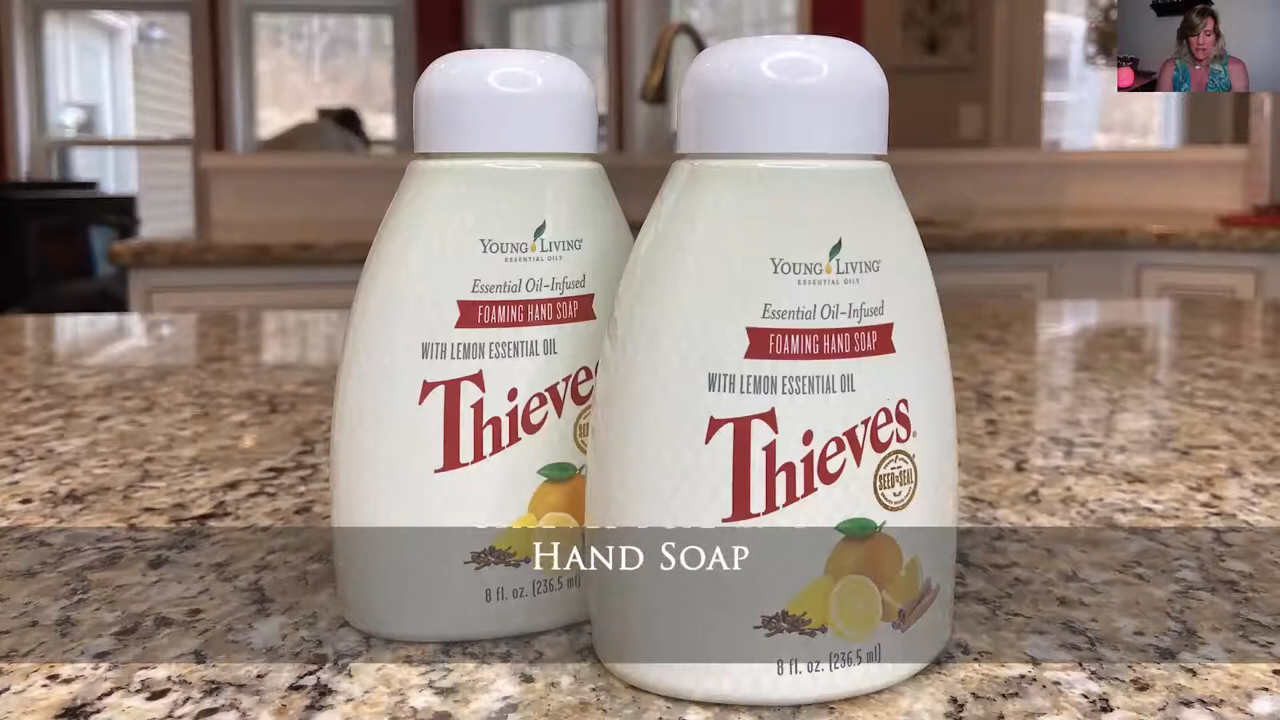 YOUNG LIVING
ESSENTIAL OILS
Essential Oil-Infused
FOAMING HAND SOAP
WITH LEMON ESSENTIAL OIL
Thieves
8 fl. oz. (236.5 ml)
YOUNG LIVING
ESSENTIAL OILS
Essential Oil-Infused
FOAMING HAND SOAP
WITH LEMON ESSENTIAL OIL
Thieves®
SEED TO SEAL
8 fl. oz. (236.5 ml)
HAND SOAP